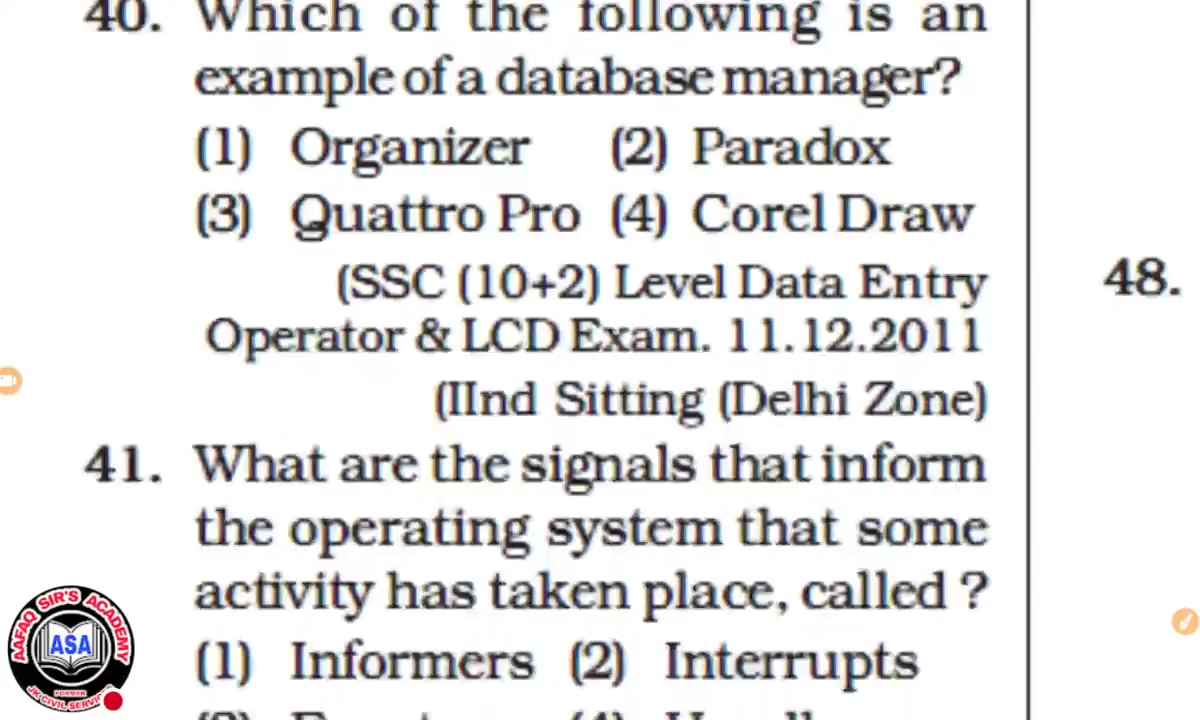 40. Which of the following is an
example of a database manager?
(1) Organizer (2) Paradox
(3) Quattro Pro (4) Corel Draw
(SSC (10+2) Level Data Entry
Operator & LCD Exam. 11.12.2011
(IInd Sitting (Delhi Zone)
41. What are the signals that inform
the operating system that some
activity has taken place, called ?
(1) Informers (2) Interrupts
48.
AAFAQ SIR'S ACADEMY
ASA
FORMER
JK CIVIL